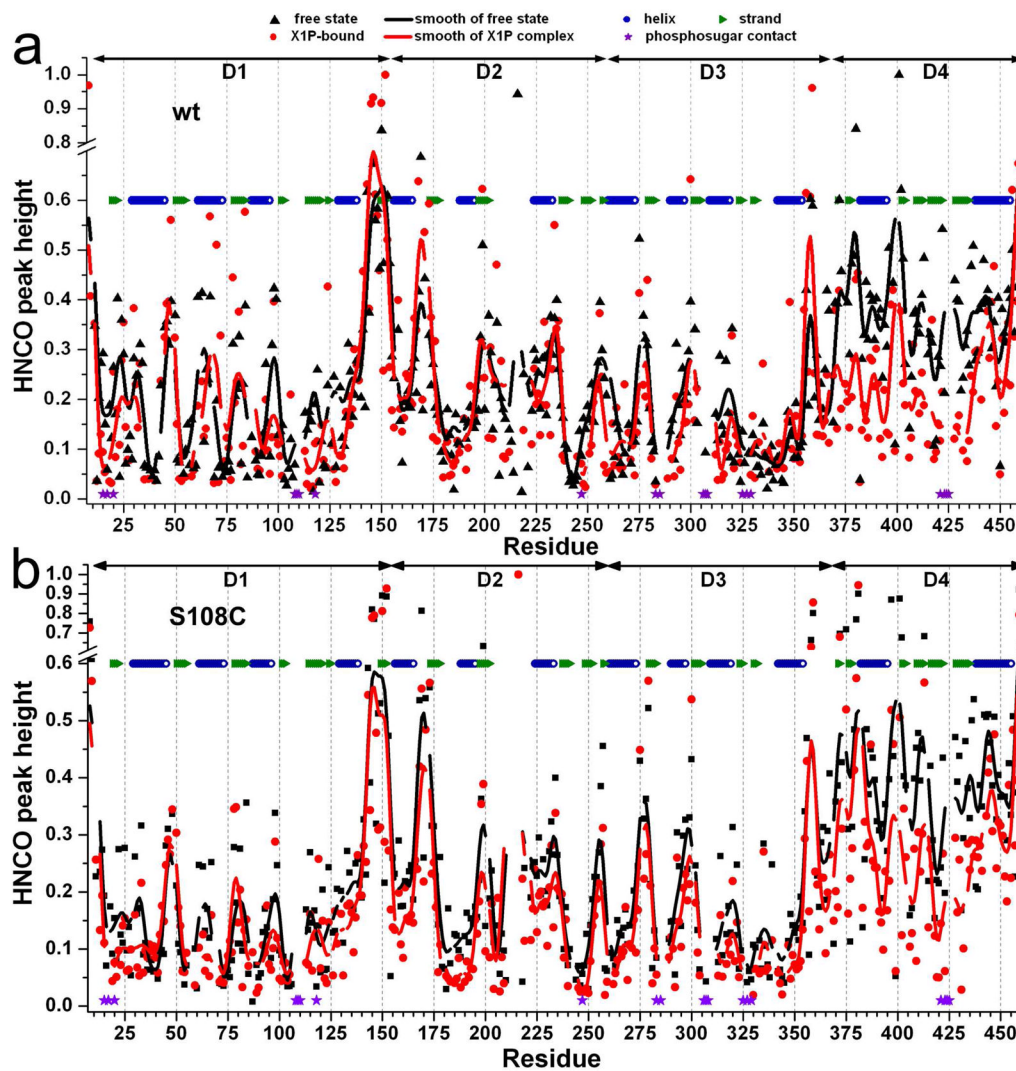 free state smooth of free state helix strand
X1P-bound smooth of X1P complex phosphosugar contact
a
D1 D2 D3 D4
wt
HNCO peak height
1.0
0.9
0.8
0.6
0.5
0.4
0.3
0.2
0.1
0.0
25 50 75 100 125 150 175 200 225 250 275 300 325 350 375 400 425 450
Residue
b
D1 D2 D3 D4
S108C
HNCO peak height
1.0
0.9
0.8
0.7
0.6
0.5
0.4
0.3
0.2
0.1
0.0
25 50 75 100 125 150 175 200 225 250 275 300 325 350 375 400 425 450
Residue